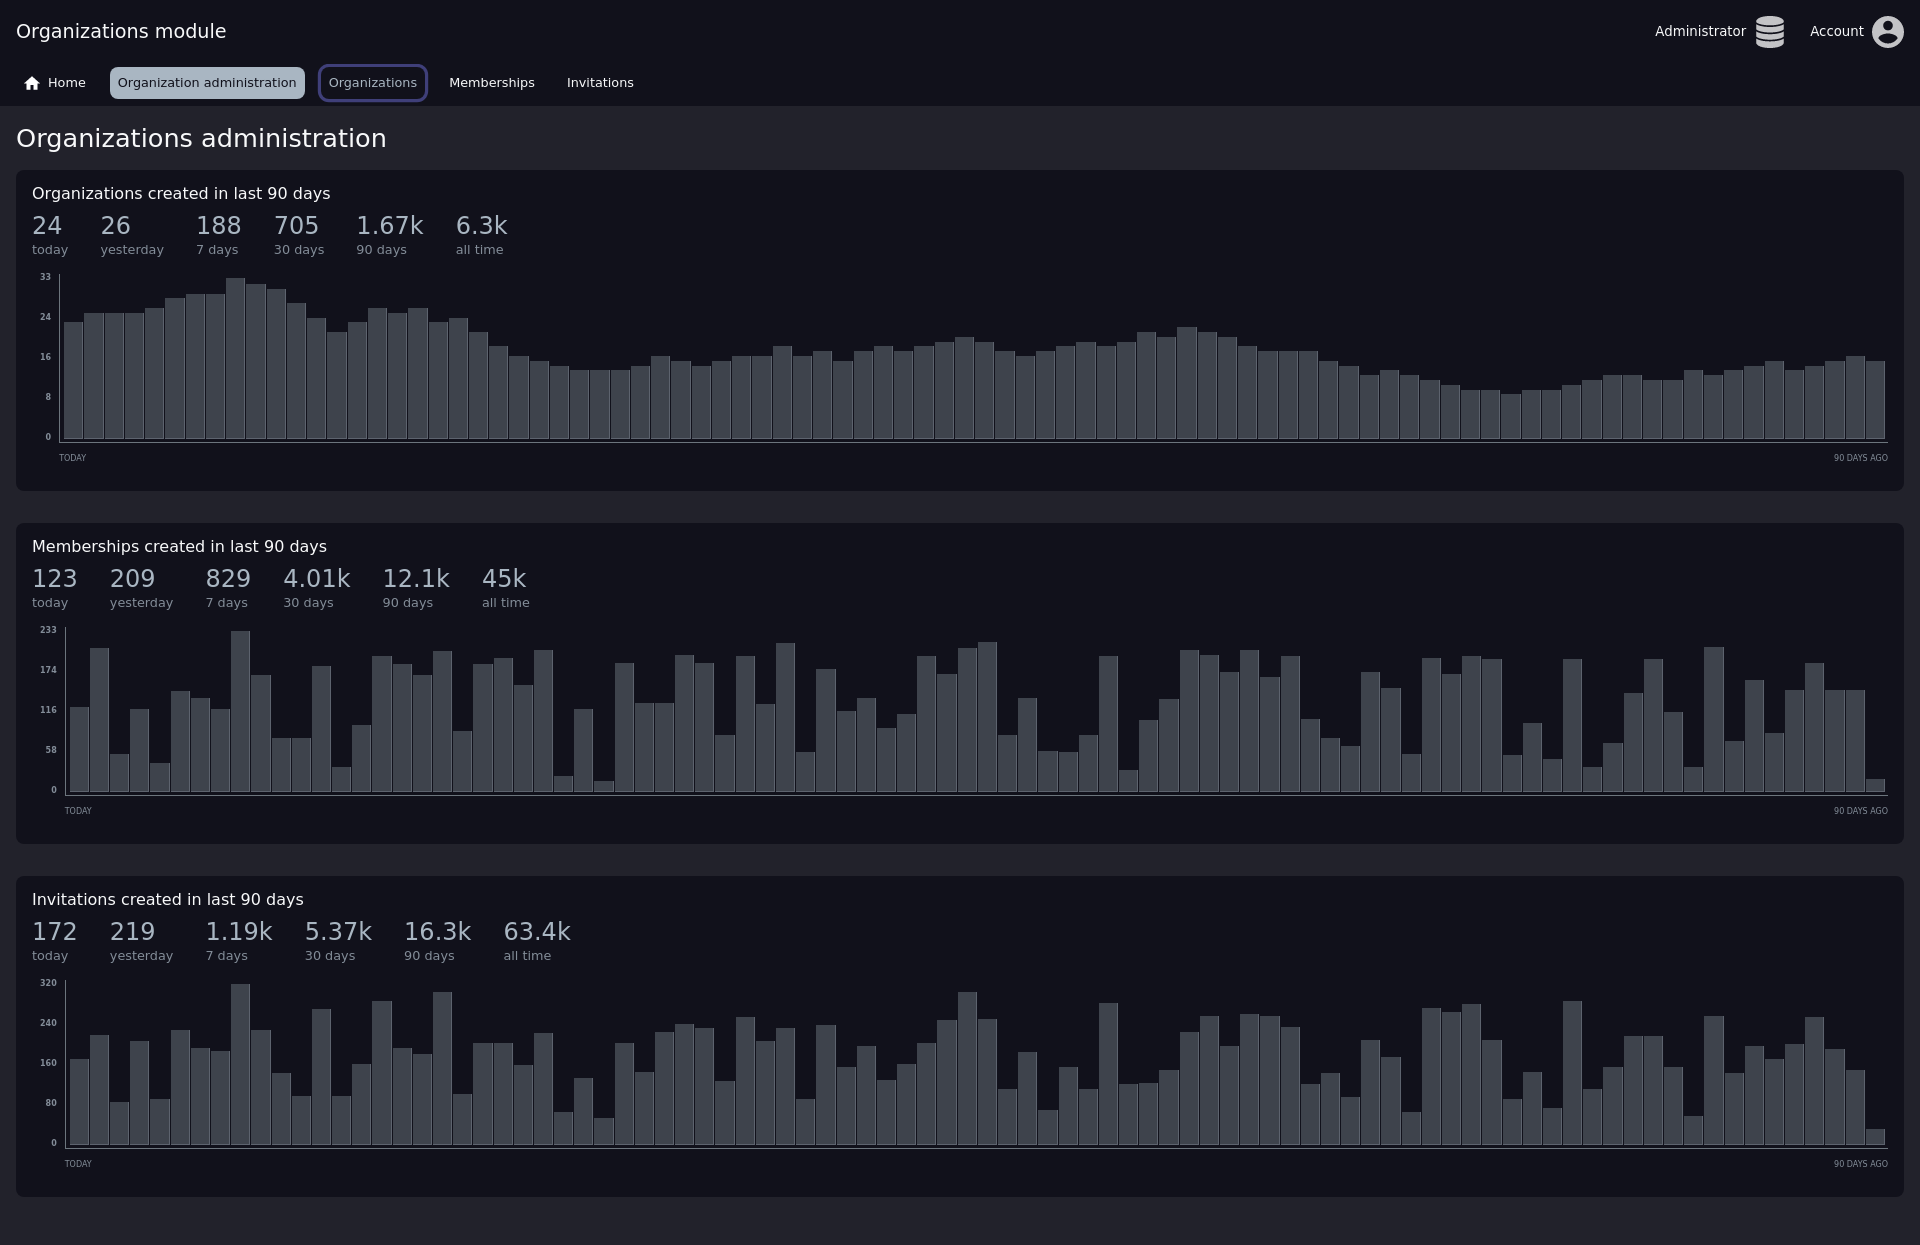 Organizations module
Administrator
Account
Home
Organization administration
Organizations
Memberships
Invitations
Organizations administration
Organizations created in last 90 days
24 26 188 705 1.67k 6.3k
today yesterday 7 days 30 days 90 days all time
33
24
16
8
0
TODAY 90 DAYS AGO
Memberships created in last 90 days
123 209 829 4.01k 12.1k 45k
today yesterday 7 days 30 days 90 days all time
233
174
116
58
0
TODAY 90 DAYS AGO
Invitations created in last 90 days
172 219 1.19k 5.37k 16.3k 63.4k
today yesterday 7 days 30 days 90 days all time
320
240
160
80
0
TODAY 90 DAYS AGO